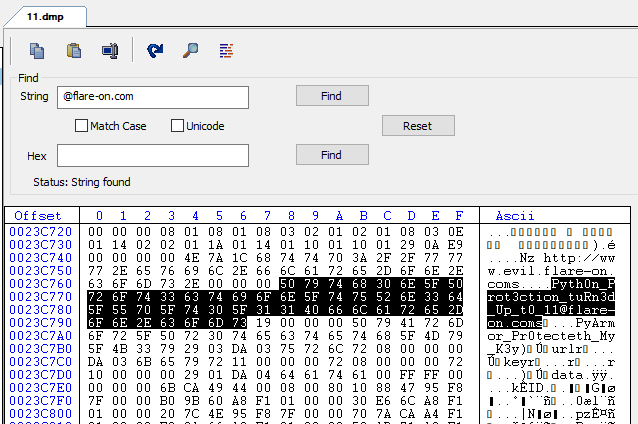 11.dmp
Find
String @flare-on.com Find
Match Case Unicode Reset
Hex Find
Status: String found
Offset 0 1 2 3 4 5 6 7 8 9 A B C D E F Ascii
0023C720 00 00 00 08 01 08 01 08 03 02 01 02 01 08 03 0E
0023C730 01 14 02 02 01 1A 01 14 01 10 01 10 01 29 0A E9 ).é
0023C740 00 00 00 00 4E 7A 1C 68 74 74 70 3A 2F 2F 77 77 ....Nz http://ww
0023C750 77 2E 65 76 69 6C 2E 66 6C 61 72 65 2D 6F 6E 2E w.evil.flare-on.
0023C760 63 6F 6D 73 2E 00 00 00 50 79 74 68 30 6E 5F 50 coms....Pyth0n_P
0023C770 72 6F 74 33 63 74 69 6F 6E 5F 74 75 52 6E 33 64 rot3ction_tuRn3d
0023C780 5F 55 70 5F 74 30 5F 31 31 40 66 6C 61 72 65 2D _Up_t0_11@flare-
0023C790 6F 6E 2E 63 6F 6D 73 19 00 00 00 50 79 41 72 6D on.coms ...PyArm
0023C7A0 6F 72 5F 50 72 30 74 65 63 74 65 74 68 5F 4D 79 or_Pr0tecteth_My
0023C7B0 5F 4B 33 79 29 03 DA 03 75 72 6C 72 08 00 00 00 _K3y) Ú urlr ...
0023C7C0 DA 03 6B 65 79 72 11 00 00 00 72 08 00 00 00 72 Ú keyr ...r ...r
0023C7D0 10 00 00 00 29 01 DA 04 64 61 74 61 00 FF FF 00 ...) Ú data.ÿÿ.
0023C7E0 00 00 00 6B CA 49 44 00 08 00 80 10 88 47 95 F8
0023C7F0 7F 00 00 B0 9B 60 A8 F1 01 00 00 30 E6 6C A8 F1
0023C800 01 00 00 20 7C 4E 95 F8 7F 00 00 70 7A CA A4 F1